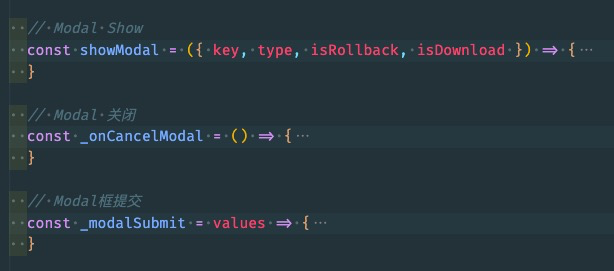 // Modal Show
const showModal = ({ key, type, isRollback, isDownload }) => { ...
}
// Modal 关闭
const _onCancelModal = () => { ...
}
// Modal框提交
const _modalSubmit = values => { ...
}